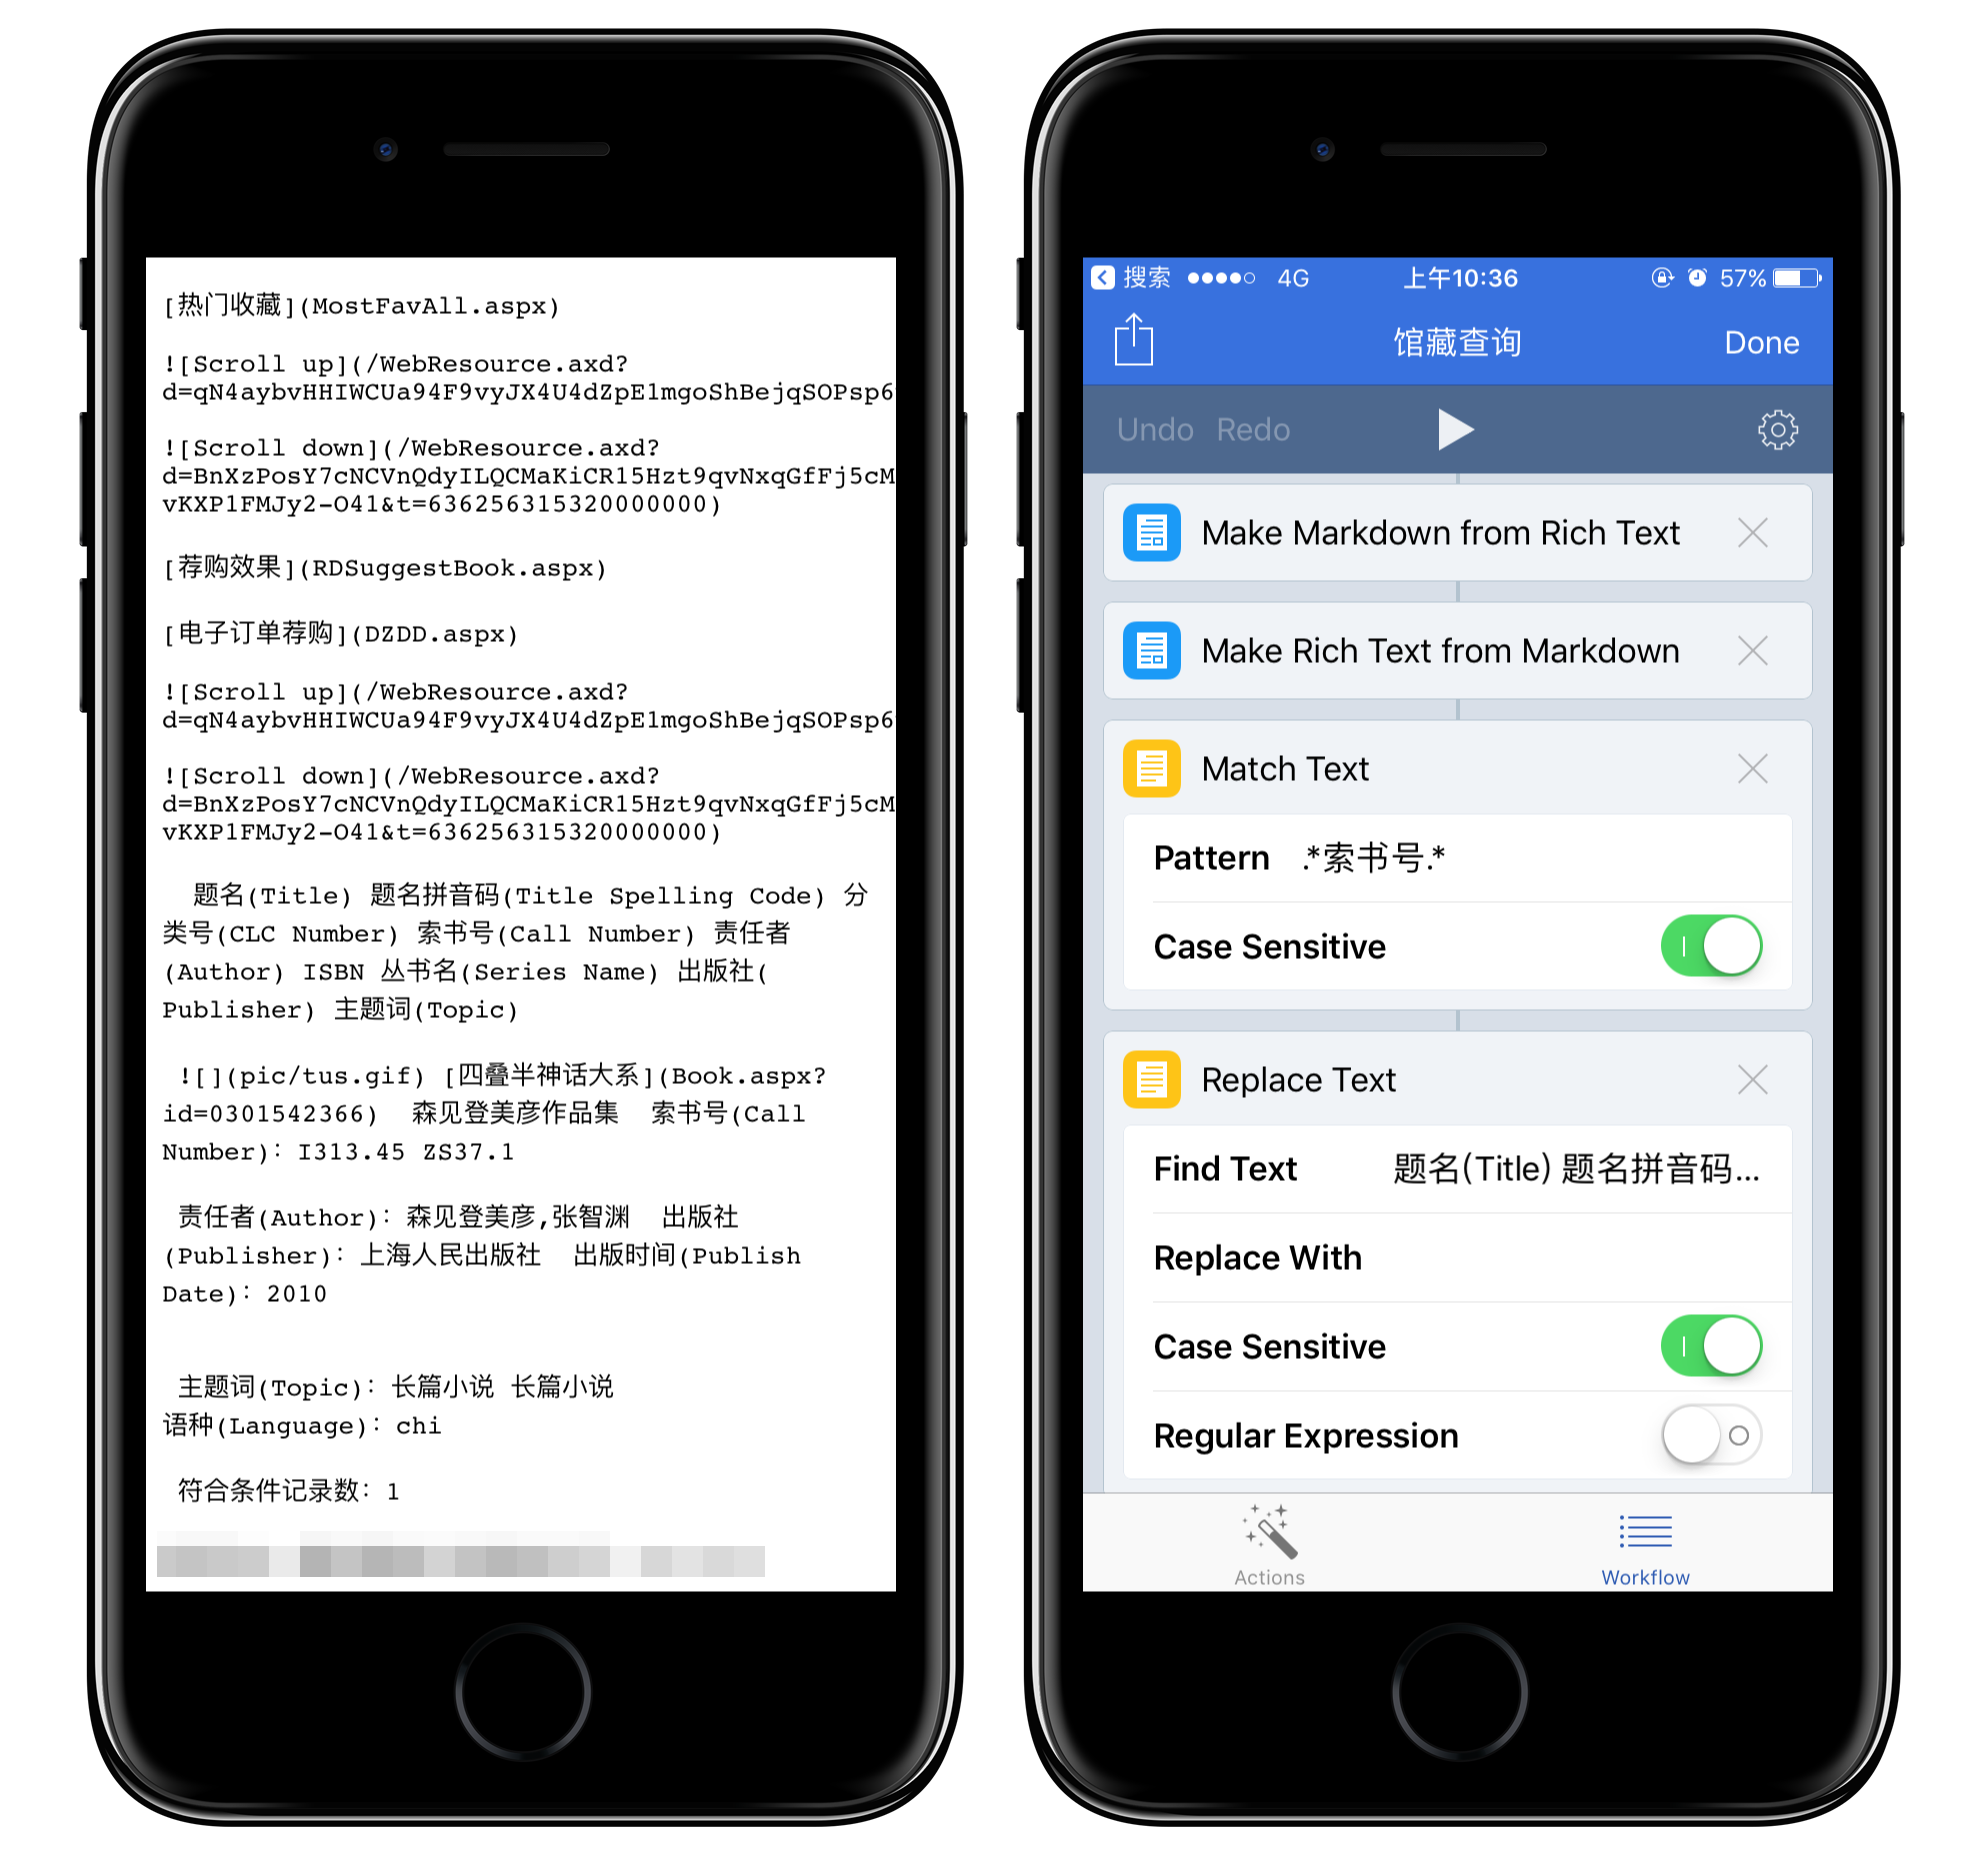 [热门收藏](MostFavAll.aspx)
![Scroll up](/WebResource.axd?
d=qN4aybvHHIWCUa94F9vyJX4U4dZpE1mgoShBejqSOPsp6
![Scroll down](/WebResource.axd?
d=BnXzPosY7cNCVnQdyILQCMaKiCR15Hzt9qvNxqGfFj5cM
vKXP1FMJy2-O41&t=636256315320000000)
[荐购效果](RDSuggestBook.aspx)
[电子订单荐购](DZDD.aspx)
![Scroll up](/WebResource.axd?
d=qN4aybvHHIWCUa94F9vyJX4U4dZpE1mgoShBejqSOPsp6
![Scroll down](/WebResource.axd?
d=BnXzPosY7cNCVnQdyILQCMaKiCR15Hzt9qvNxqGfFj5cM
vKXP1FMJy2-O41&t=636256315320000000)
题名(Title) 题名拼音码(Title Spelling Code) 分
类号(CLC Number) 索书号(Call Number) 责任者
(Author) ISBN 丛书名(Series Name) 出版社(
Publisher) 主题词(Topic)
![](pic/tus.gif) [四叠半神话大系](Book.aspx?
id=0301542366) 森见登美彦作品集 索书号(Call
Number)：I313.45 ZS37.1
责任者(Author)：森见登美彦,张智渊 出版社
(Publisher)：上海人民出版社 出版时间(Publish
Date)：2010
主题词(Topic)：长篇小说 长篇小说
语种(Language)：chi
符合条件记录数：1
搜索 4G 上午10:36 57%
馆藏查询 Done
Undo Redo
Make Markdown from Rich Text
Make Rich Text from Markdown
Match Text
Pattern .*索书号.*
Case Sensitive
Replace Text
Find Text 题名(Title) 题名拼音码...
Replace With
Case Sensitive
Regular Expression
Actions Workflow